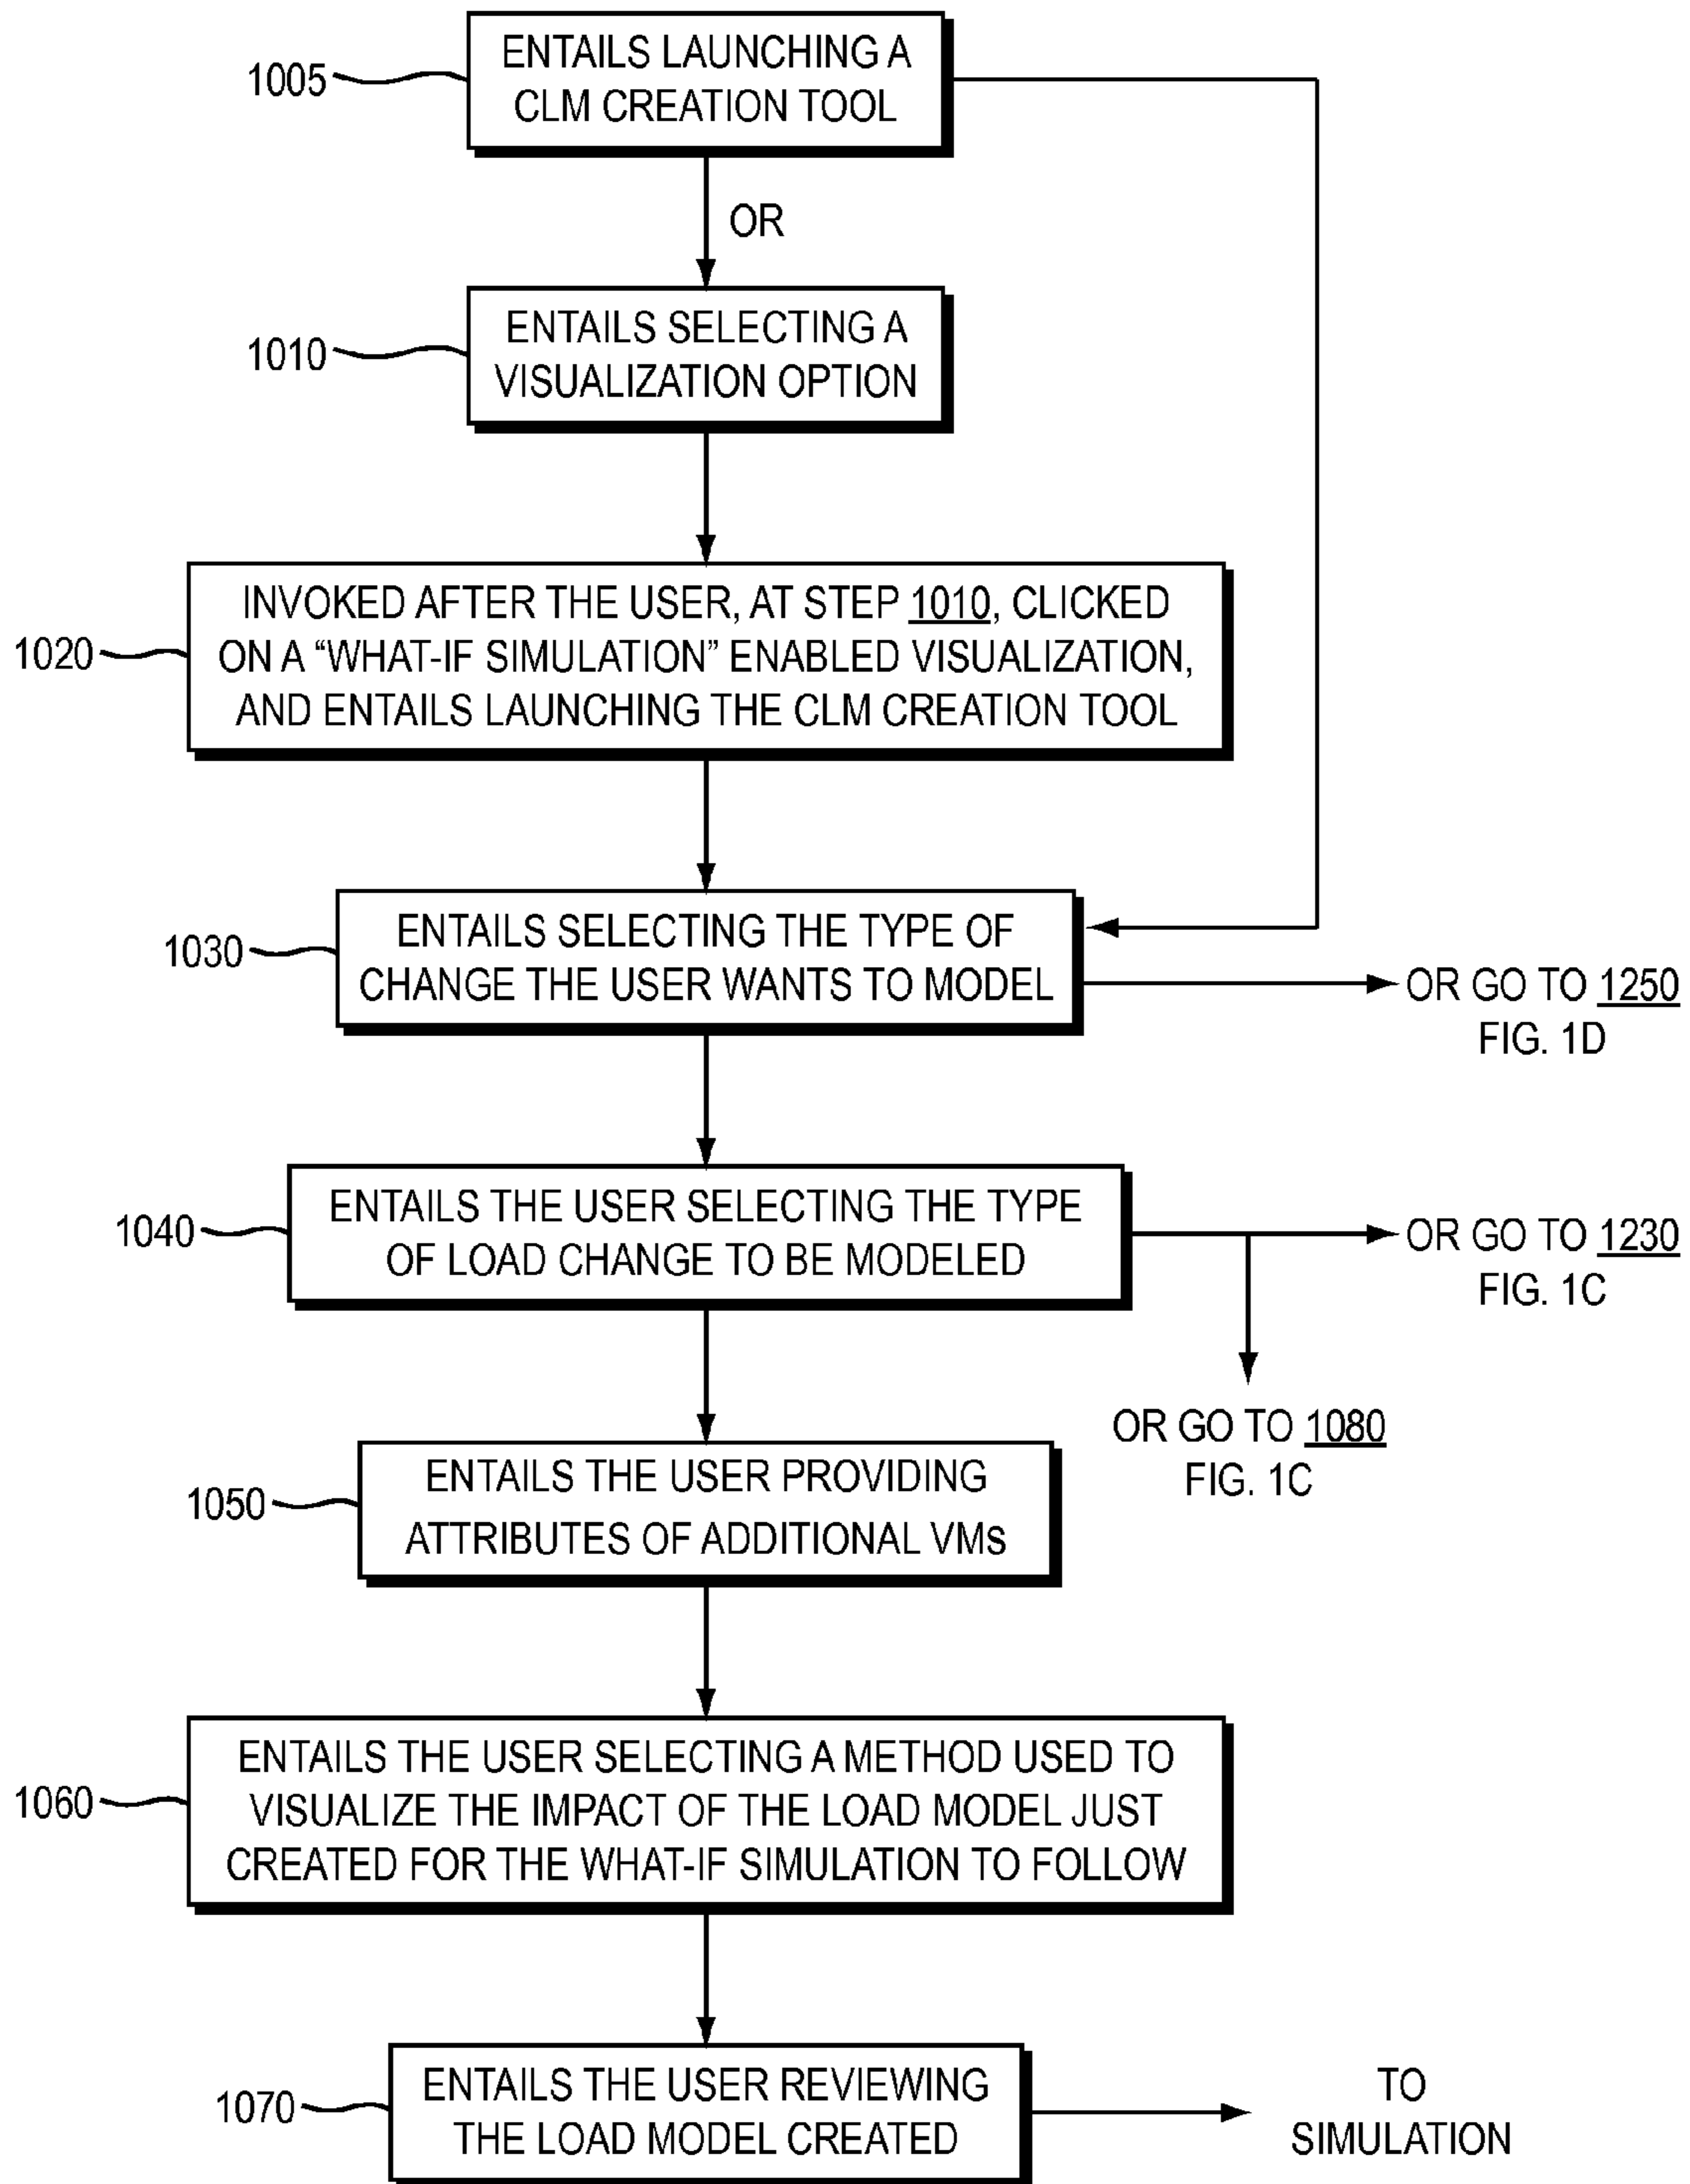 1005
ENTAILS LAUNCHING A
CLM CREATION TOOL
OR
1010
ENTAILS SELECTING A
VISUALIZATION OPTION
1020
INVOKED AFTER THE USER, AT STEP 1010, CLICKED
ON A “WHAT-IF SIMULATION” ENABLED VISUALIZATION,
AND ENTAILS LAUNCHING THE CLM CREATION TOOL
1030
ENTAILS SELECTING THE TYPE OF
CHANGE THE USER WANTS TO MODEL
OR GO TO 1250
FIG. 1D
1040
ENTAILS THE USER SELECTING THE TYPE
OF LOAD CHANGE TO BE MODELED
OR GO TO 1230
FIG. 1C
OR GO TO 1080
FIG. 1C
1050
ENTAILS THE USER PROVIDING
ATTRIBUTES OF ADDITIONAL VMs
1060
ENTAILS THE USER SELECTING A METHOD USED TO
VISUALIZE THE IMPACT OF THE LOAD MODEL JUST
CREATED FOR THE WHAT-IF SIMULATION TO FOLLOW
1070
ENTAILS THE USER REVIEWING
THE LOAD MODEL CREATED
TO
SIMULATION